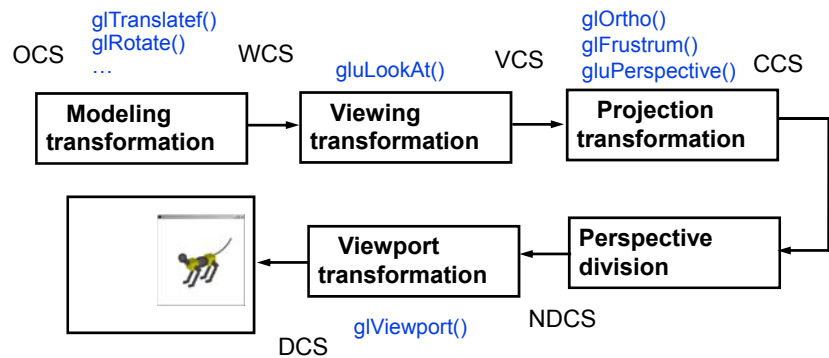 glTranslatef()
glRotate()
…
OCS
WCS
gluLookAt()
VCS
glOrtho()
glFrustrum()
gluPerspective()
CCS
Modeling
transformation
Viewing
transformation
Projection
transformation
Viewport
transformation
Perspective
division
DCS
glViewport()
NDCS